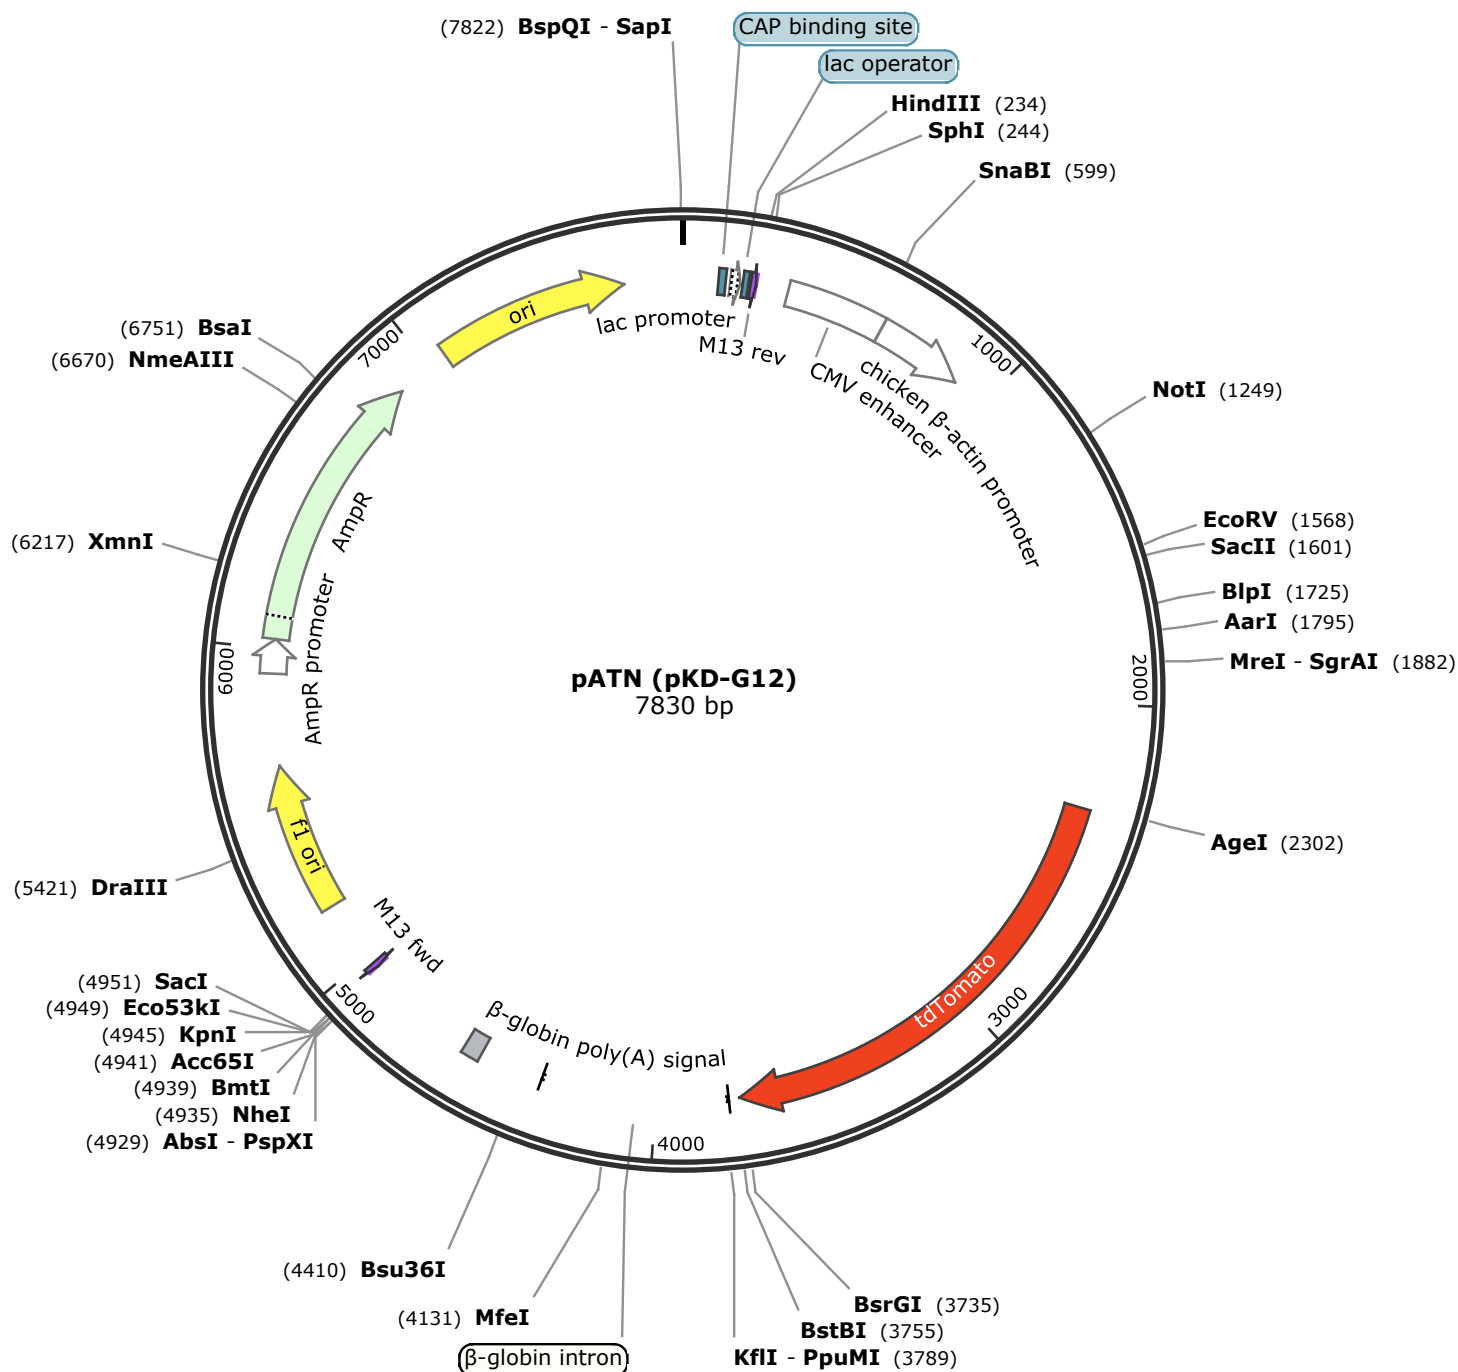 (7822) BspQI - SapI
CAP binding site
lac operator
HindIII (234)
SphI (244)
SnaBI (599)
ori
lac promoter
M13 rev
CMV enhancer
chicken β-actin promoter
1000
NotI (1249)
(6751) BsaI
(6670) NmeAIII
7000
EcoRV (1568)
SacII (1601)
(6217) XmnI
AmpR
BlpI (1725)
AarI (1795)
MreI - SgrAI (1882)
AmpR promoter
6000
2000
pATN (pKD-G12)
7830 bp
AgeI (2302)
f1 ori
(5421) DraIII
M13 fwd
tdTomato
3000
(4951) SacI
(4949) Eco53kI
(4945) KpnI
(4941) Acc65I
(4939) BmtI
(4935) NheI
(4929) AbsI - PspXI
5000
β-globin poly(A) signal
4000
(4410) Bsu36I
(4131) MfeI
β-globin intron
BsrGI (3735)
BstBI (3755)
KflI - PpuMI (3789)